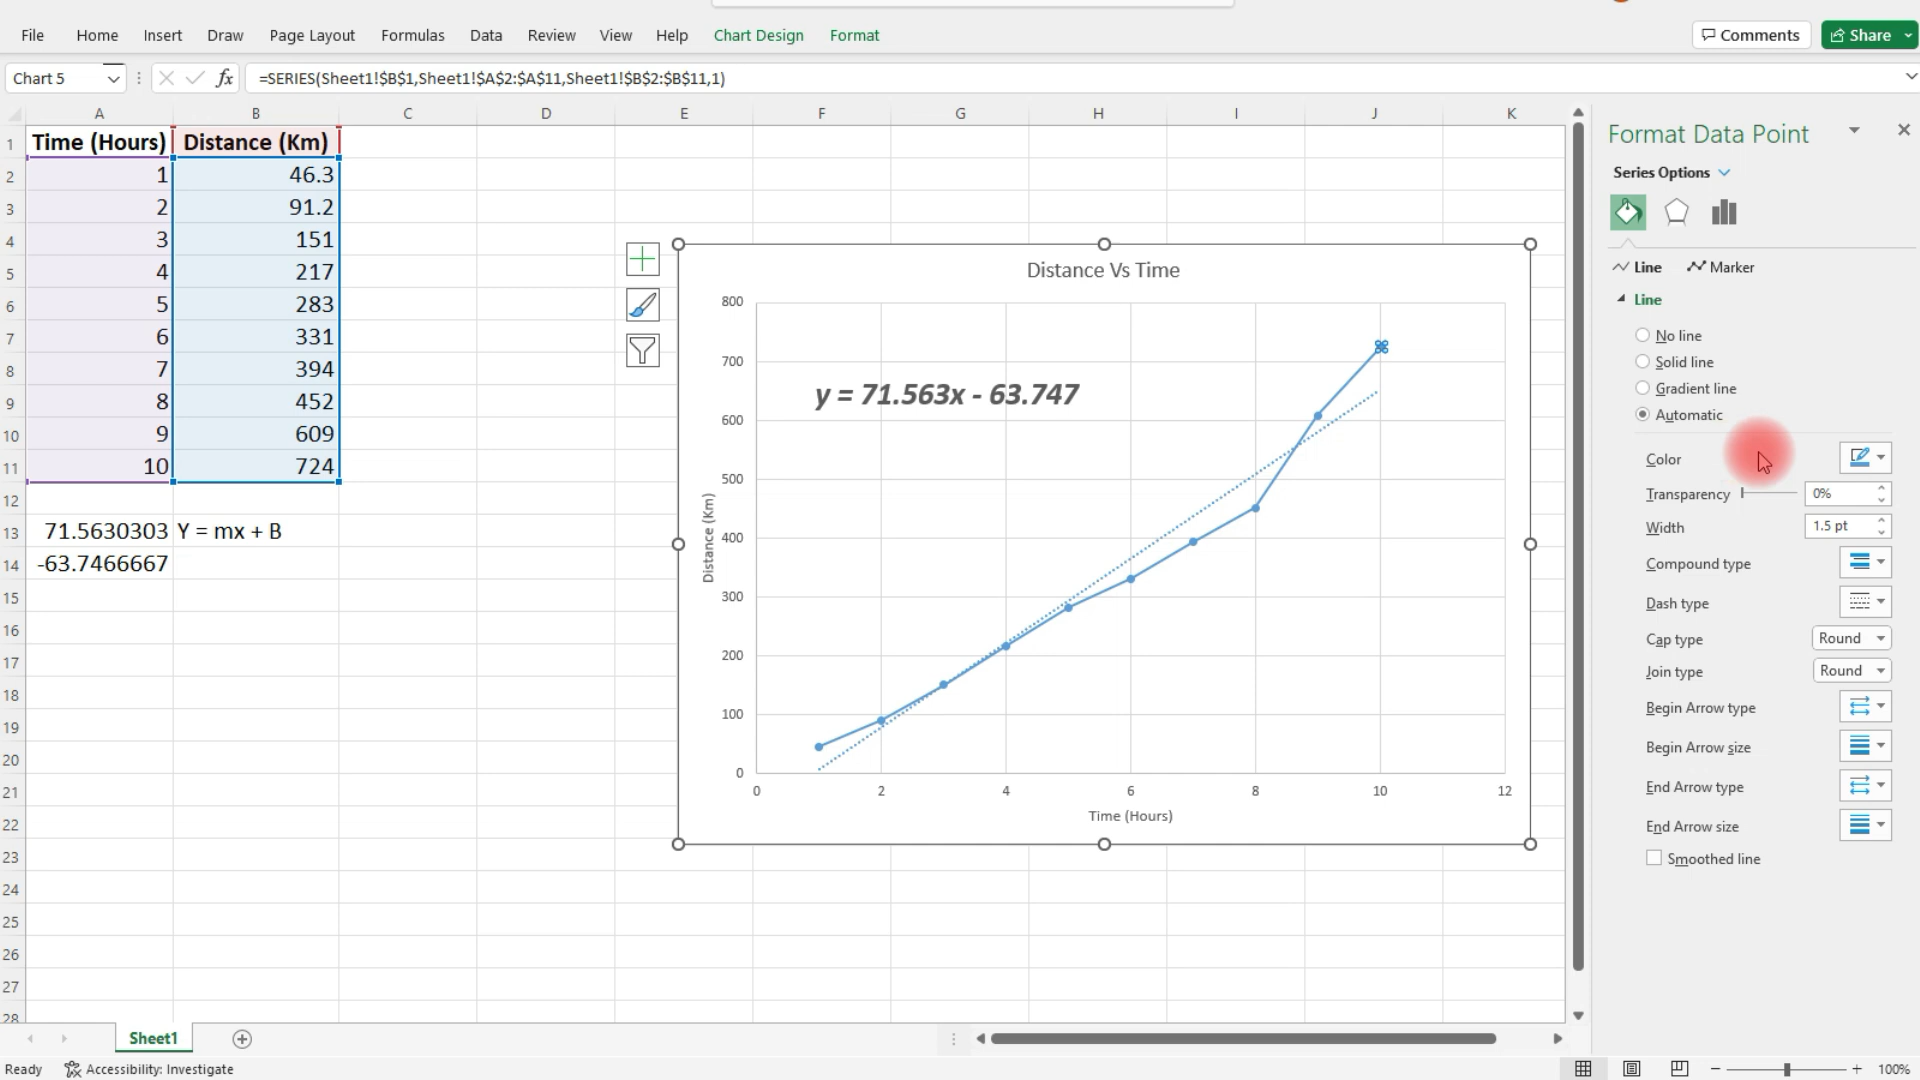 File Home Insert Draw Page Layout Formulas Data Review View Help Chart Design Format Comments Share
Chart 5 fx =SERIES(Sheet1!$B$1,Sheet1!$A$2:$A$11,Sheet1!$B$2:$B$11,1)
A B C D E F G H I J K
1 Time (Hours) Distance (Km)
2 1 46.3
3 2 91.2
4 3 151
5 4 217
6 5 283
7 6 331
8 7 394
9 8 452
10 9 609
11 10 724
12
13 71.5630303 Y = mx + B
14 -63.7466667
15
16
17
18
19
20
21
22
23
24
25
26
27
28
Distance Vs Time
y = 71.563x - 63.747
800
700
600
500
400
300
200
100
0
Distance (Km)
0 2 4 6 8 10 12
Time (Hours)
Format Data Point
Series Options
Line Marker
Line
No line
Solid line
Gradient line
Automatic
Color
Transparency 0%
Width 1.5 pt
Compound type
Dash type
Cap type Round
Join type Round
Begin Arrow type
Begin Arrow size
End Arrow type
End Arrow size
Smoothed line
Sheet1
Ready Accessibility: Investigate 100%